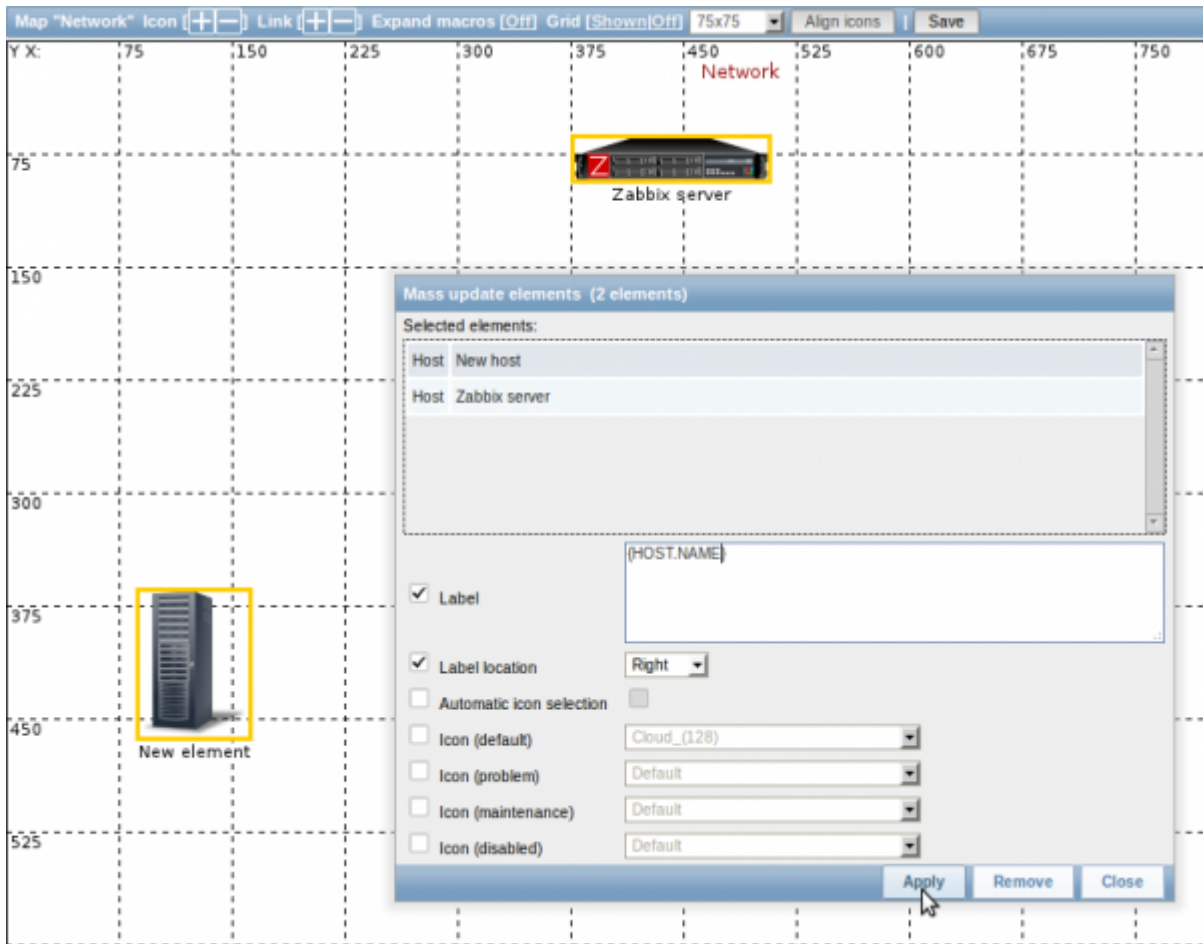 Map "Network" Icon [+|−] Link [+|−] Expand macros [Off] Grid [Shown|Off] 75x75 Align icons | Save
Y X: 75 150 225 300 375 450 525 600 675 750
Network
75
Z
Zabbix server
150
Mass update elements (2 elements)
Selected elements:
Host New host
225
Host Zabbix server
300
{HOST.NAME}
Label
375
Label location Right
Automatic icon selection
450
Icon (default) Cloud_(128)
New element
Icon (problem) Default
Icon (maintenance) Default
525
Icon (disabled) Default
Apply Remove Close